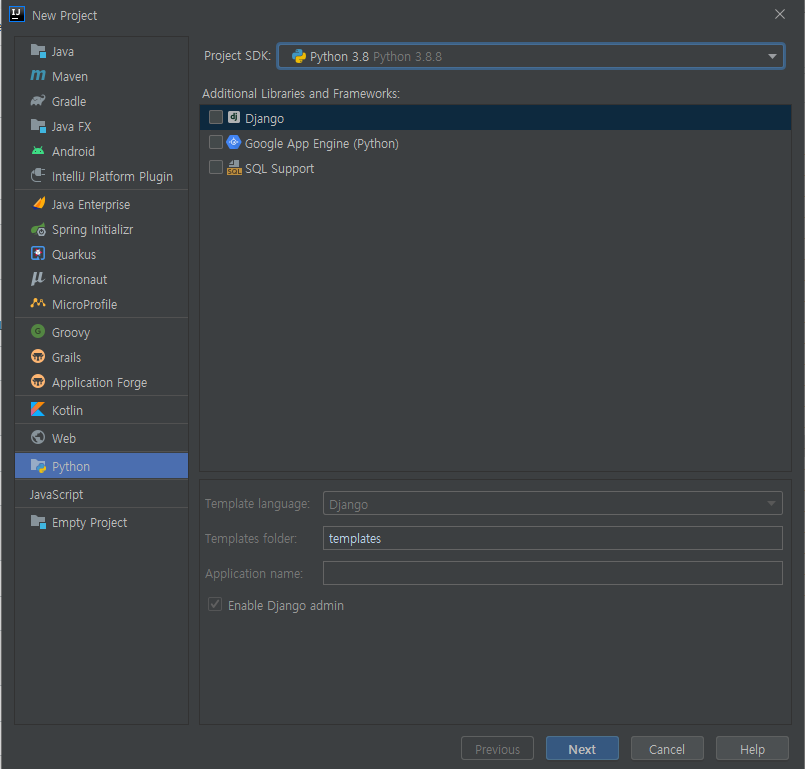 New Project
Java
Maven
Gradle
Java FX
Android
IntelliJ Platform Plugin
Java Enterprise
Spring Initializr
Quarkus
Micronaut
MicroProfile
Groovy
Grails
Application Forge
Kotlin
Web
Python
JavaScript
Empty Project
Project SDK: Python 3.8 Python 3.8.8
Additional Libraries and Frameworks:
Django
Google App Engine (Python)
SQL Support
Template language: Django
Templates folder: templates
Application name:
Enable Django admin
Previous Next Cancel Help